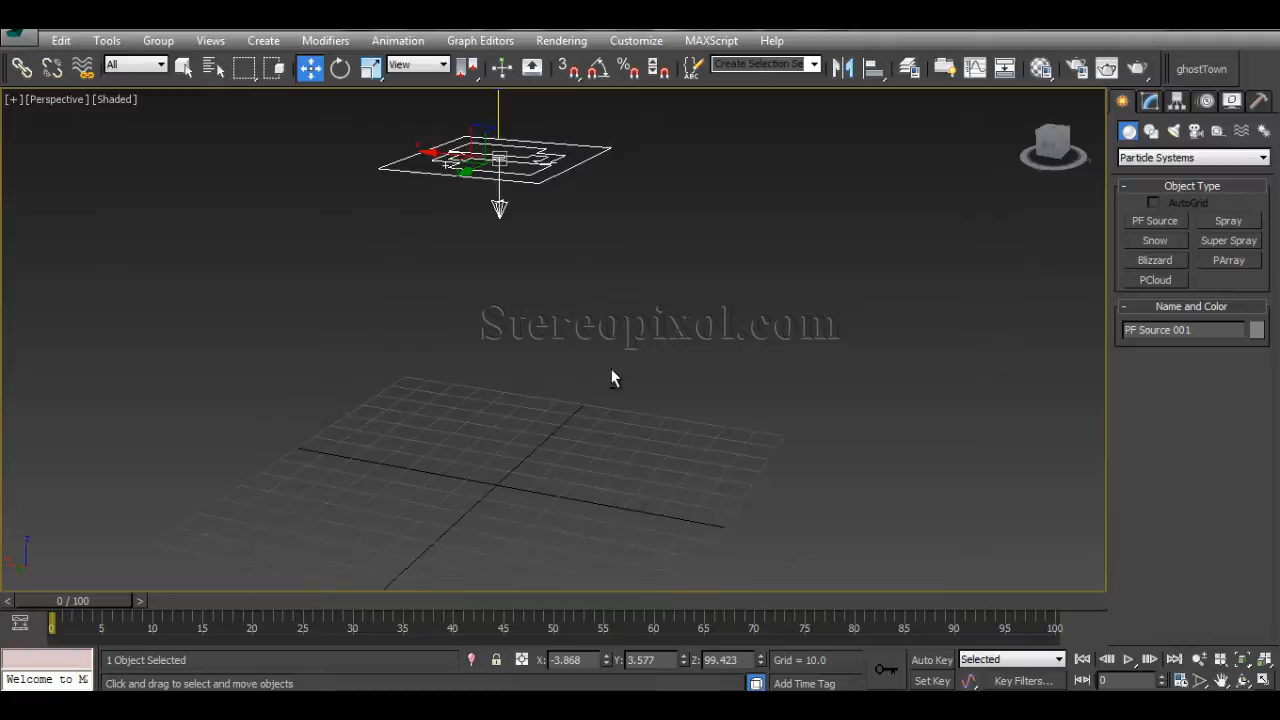 Edit Tools Group Views Create Modifiers Animation Graph Editors Rendering Customize MAXScript Help
All View Create Selection Se ghostTown
[+] [Perspective] [Shaded]
Particle Systems
- Object Type
AutoGrid
PF Source Spray
Snow Super Spray
Blizzard PArray
PCloud
- Name and Color
PF Source 001
Stereopixol.com
z
< 0 / 100 >
0 5 10 15 20 25 30 35 40 45 50 55 60 65 70 75 80 85 90 95 100
1 Object Selected X: -3.868 Y: 3.577 Z: 99.423 Grid = 10.0 Auto Key Selected
Welcome to M Click and drag to select and move objects Add Time Tag Set Key Key Filters... 0